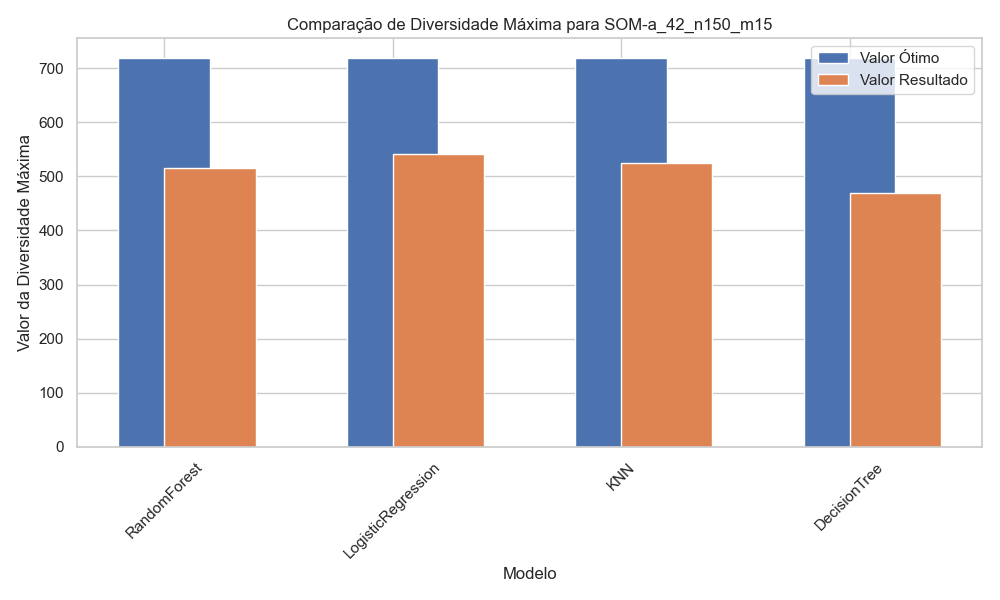 Comparação de Diversidade Máxima para SOM-a_42_n150_m15
Valor Ótimo
Valor Resultado
Valor da Diversidade Máxima
700
600
500
400
300
200
100
0
RandomForest
LogisticRegression
KNN
DecisionTree
Modelo